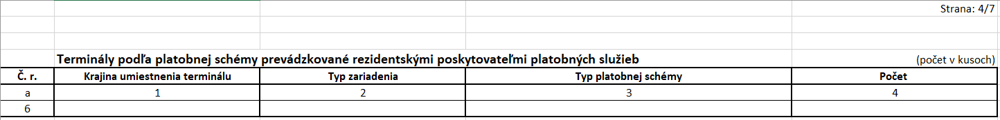 Strana: 4/7
Terminály podľa platobnej schémy prevádzkované rezidentskými poskytovateľmi platobných služieb (počet v kusoch)
Č. r. Krajina umiestnenia terminálu Typ zariadenia Typ platobnej schémy Počet
a 1 2 3 4
6